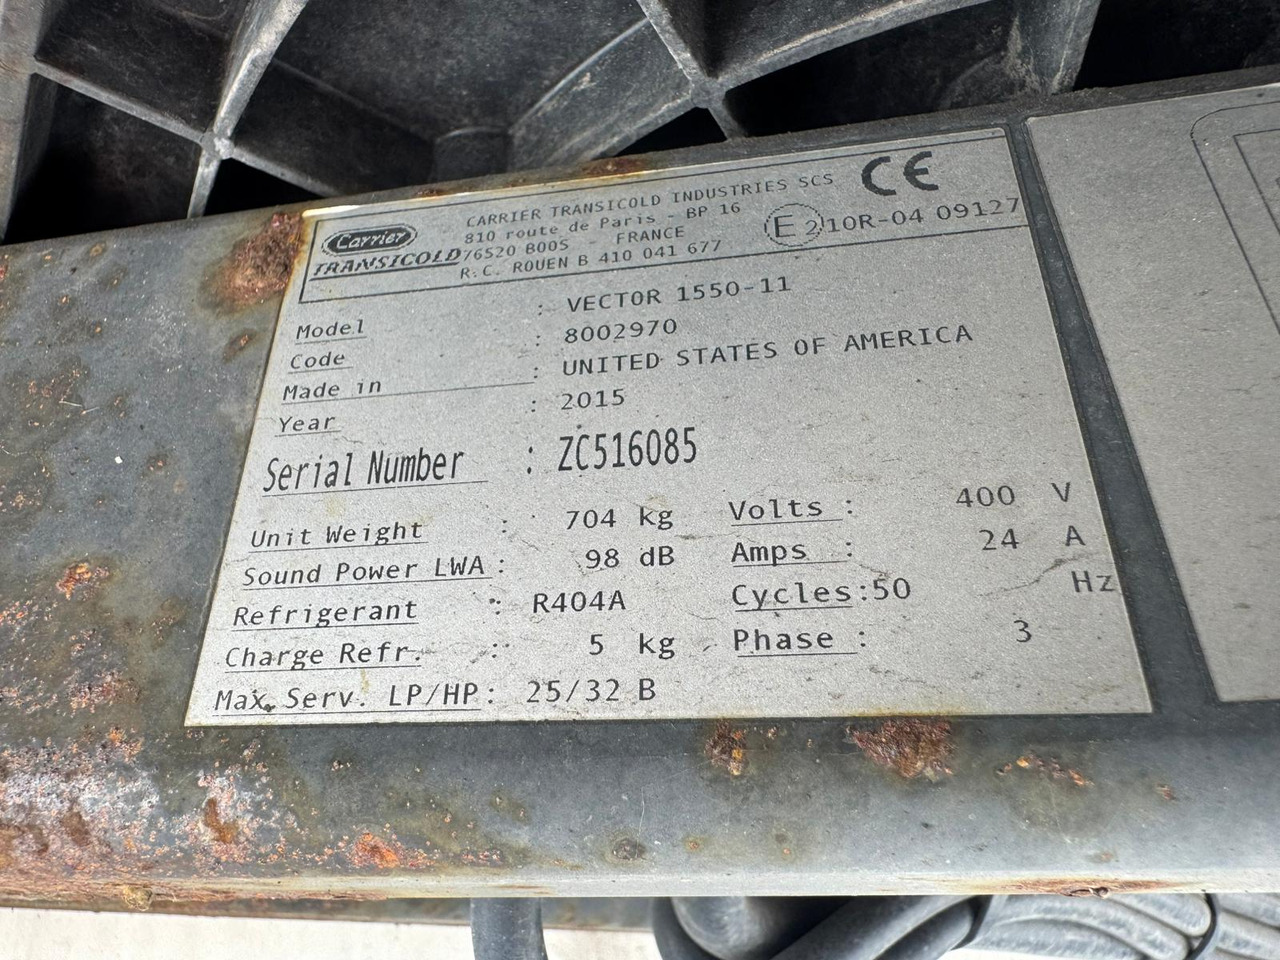 Carrier
TRANSICOLD
CARRIER TRANSICOLD INDUSTRIES SCS
810 route de Paris - BP 16
76520 BOOS - FRANCE
R.C. ROUEN B 410 041 677
CE
E 2 10R-04 09127
Model : VECTOR 1550-11
Code : 8002970
Made in : UNITED STATES OF AMERICA
Year : 2015
Serial Number : ZC516085
Unit Weight : 704 kg
Sound Power LWA : 98 dB
Refrigerant : R404A
Charge Refr. : 5 kg
Max. Serv. LP/HP : 25/32 B
Volts : 400 V
Amps : 24 A
Cycles : 50 Hz
Phase : 3